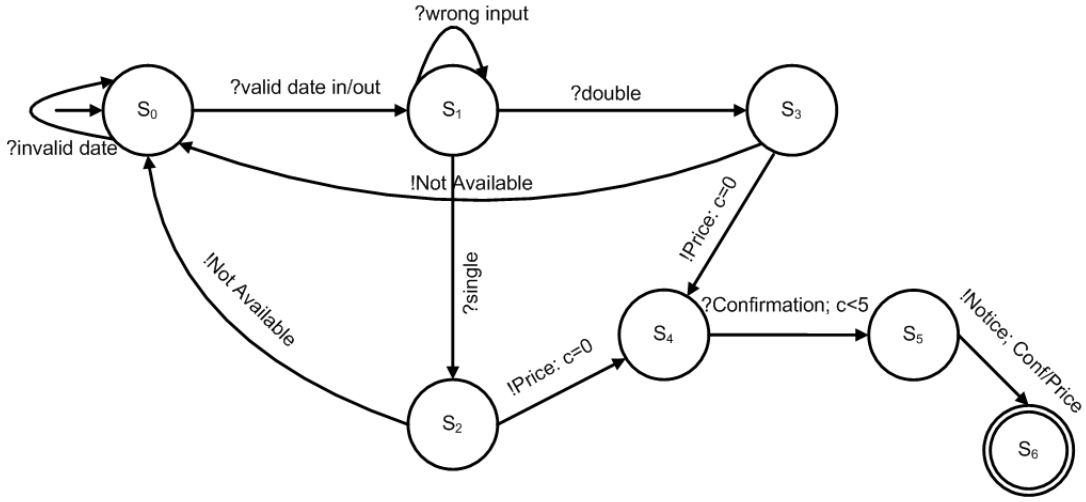 ?wrong input
?valid date in/out
?double
S0
S1
S3
?invalid date
!Not Available
!Price: c=0
!Not Available
?single
?Confirmation; c<5
!Notice; Conf/Price
!Price: c=0
S4
S5
S2
S6